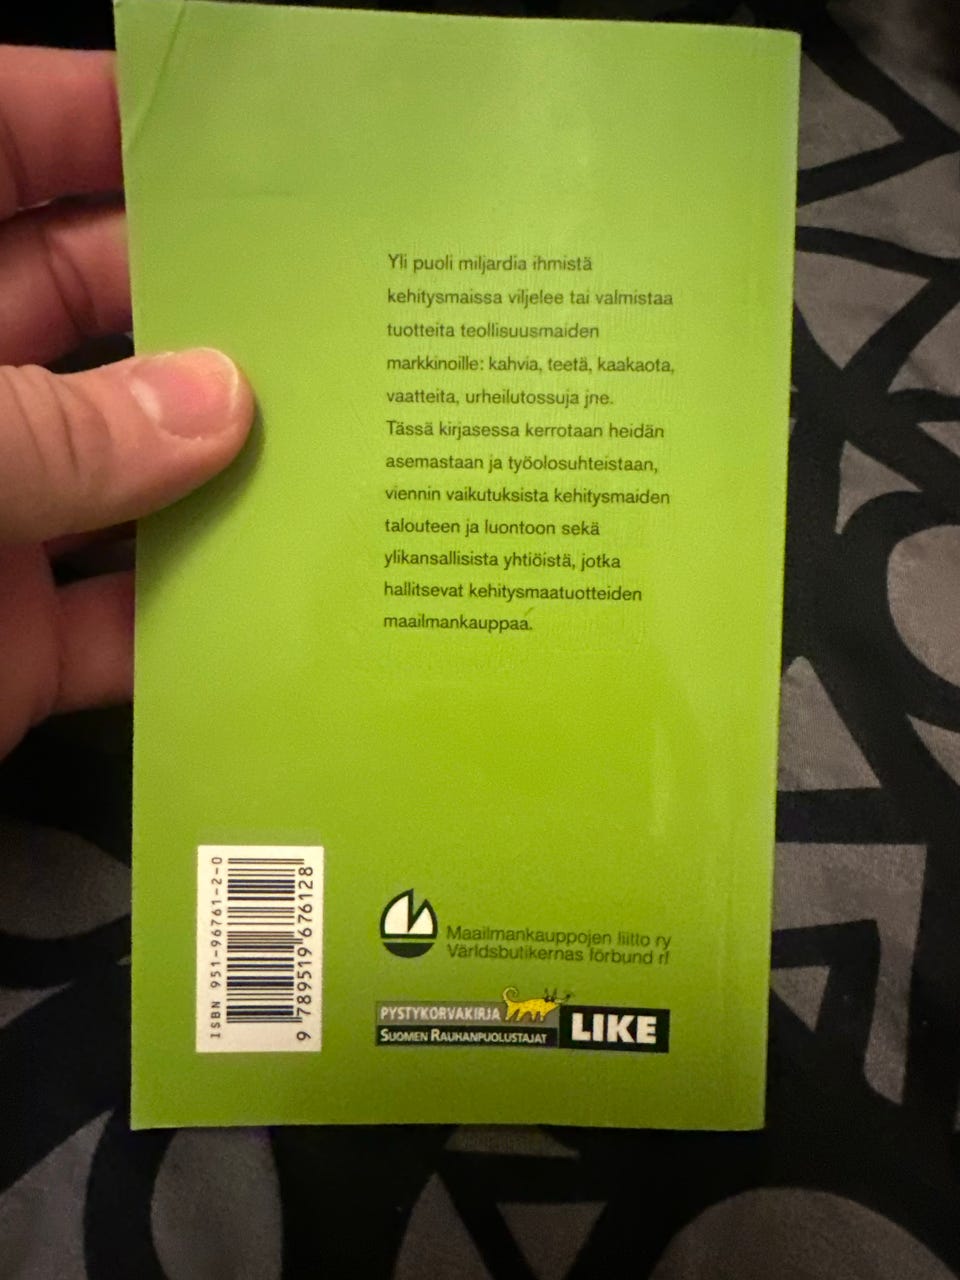 Yli puoli miljardia ihmistä
kehitysmaissa viljelee tai valmistaa
tuotteita teollisuusmaiden
markkinoille: kahvia, teetä, kaakaota,
vaatteita, urheilutossuja jne.
Tässä kirjasessa kerrotaan heidän
asemastaan ja työolosuhteistaan,
viennin vaikutuksista kehitysmaiden
talouteen ja luontoon sekä
ylikansallisista yhtiöistä, jotka
hallitsevat kehitysmaatuotteiden
maailmankauppaa.
ISBN 951-96761-2-0
9 789519 676128
Maailmankauppojen liitto ry
Världsbutikernas förbund rf
PYSTYKORVAKIRJA
SUOMEN RAUHANPUOLUSTAJAT
LIKE